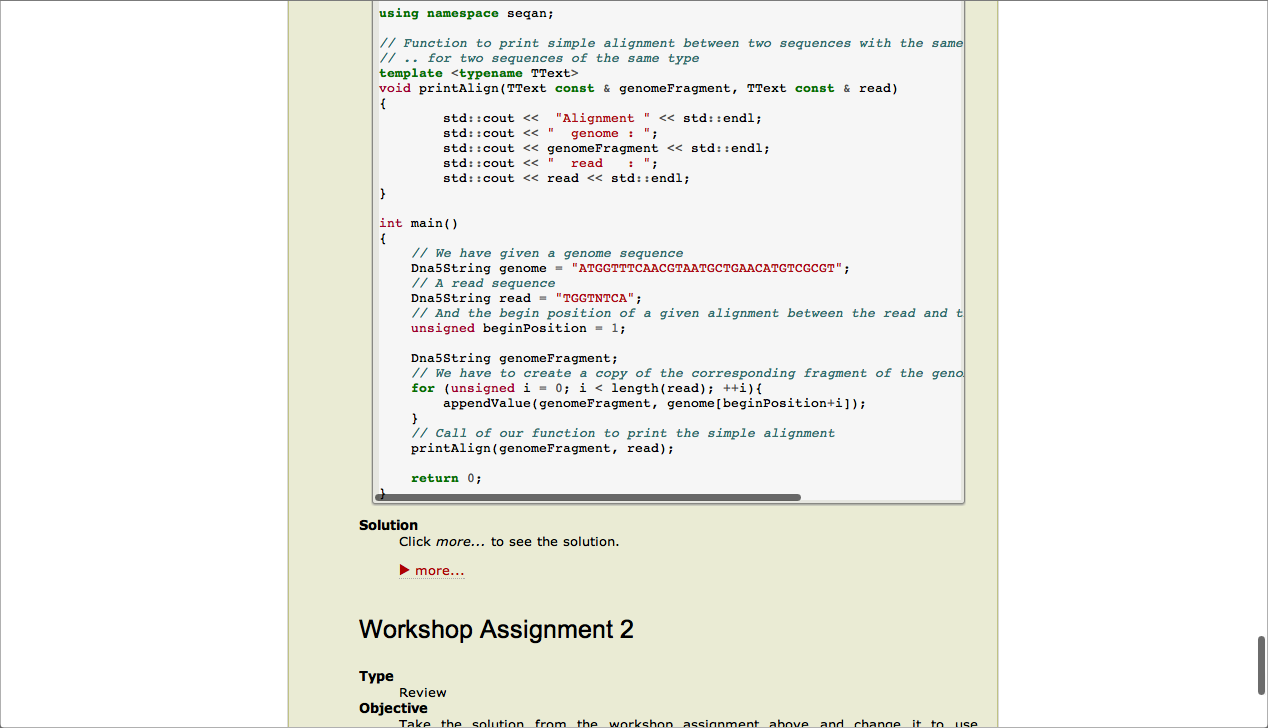 using namespace seqan;
// Function to print simple alignment between two sequences with the same
// .. for two sequences of the same type
template <typename TText>
void printAlign(TText const & genomeFragment, TText const & read)
{
std::cout <<  "Alignment " << std::endl;
std::cout << "  genome : ";
std::cout << genomeFragment << std::endl;
std::cout << "  read   : ";
std::cout << read << std::endl;
}
int main()
{
// We have given a genome sequence
Dna5String genome = "ATGGTTTCAACGTAATGCTGAACATGTCGCGT";
// A read sequence
Dna5String read = "TGGTNTCA";
// And the begin position of a given alignment between the read and t
unsigned beginPosition = 1;
Dna5String genomeFragment;
// We have to create a copy of the corresponding fragment of the geno
for (unsigned i = 0; i < length(read); ++i){
appendValue(genomeFragment, genome[beginPosition+i]);
}
// Call of our function to print the simple alignment
printAlign(genomeFragment, read);
return 0;
}
Solution
Click more... to see the solution.
more...
Workshop Assignment 2
Type
Review
Objective
Take the solution from the workshop assignment above and change it to use